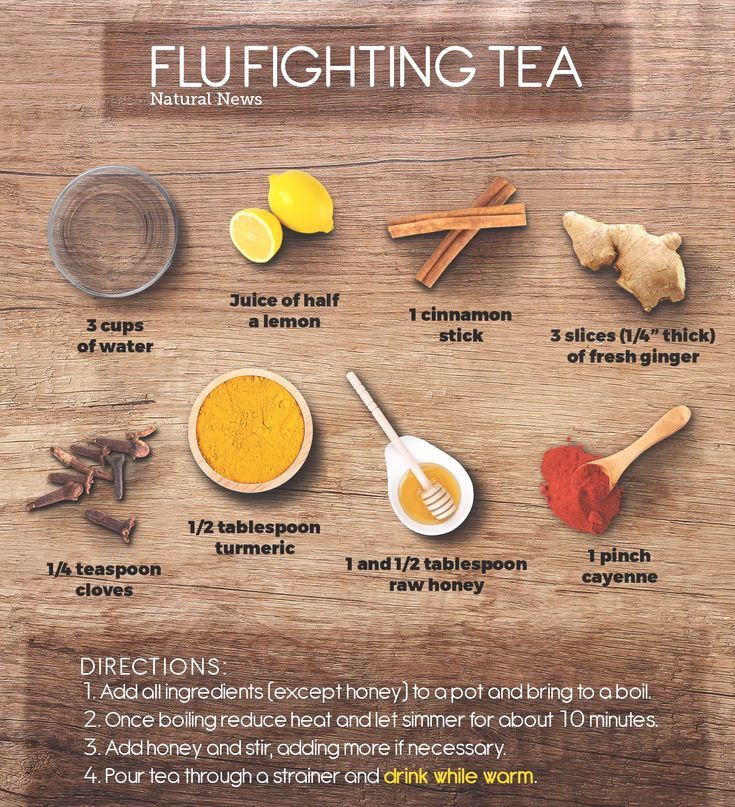 FLU FIGHTING TEA
Natural News
3 cups
of water
Juice of half
a lemon
1 cinnamon
stick
3 slices (1/4” thick)
of fresh ginger
1/4 teaspoon
cloves
1/2 tablespoon
turmeric
1 and 1/2 tablespoon
raw honey
1 pinch
cayenne
DIRECTIONS:
1. Add all ingredients (except honey) to a pot and bring to a boil.
2. Once boiling reduce heat and let simmer for about 10 minutes.
3. Add honey and stir, adding more if necessary.
4. Pour tea through a strainer and drink while warm.